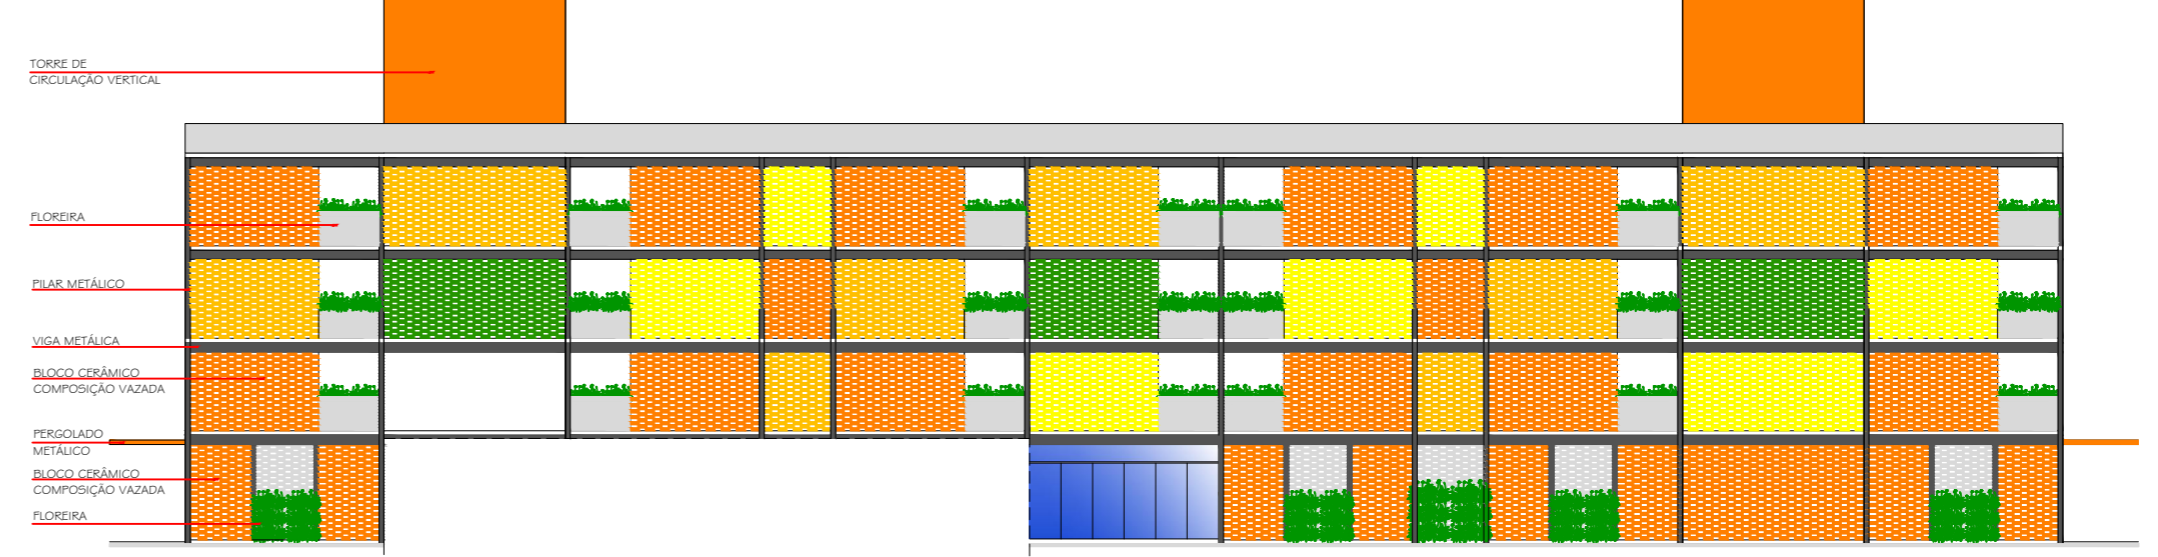 TORRE DE
CIRCULAÇÃO VERTICAL
FLOREIRA
PILAR METÁLICO
VIGA METÁLICA
BLOCO CERÂMICO
COMPOSIÇÃO VAZADA
PERGOLADO
METÁLICO
BLOCO CERÂMICO
COMPOSIÇÃO VAZADA
FLOREIRA